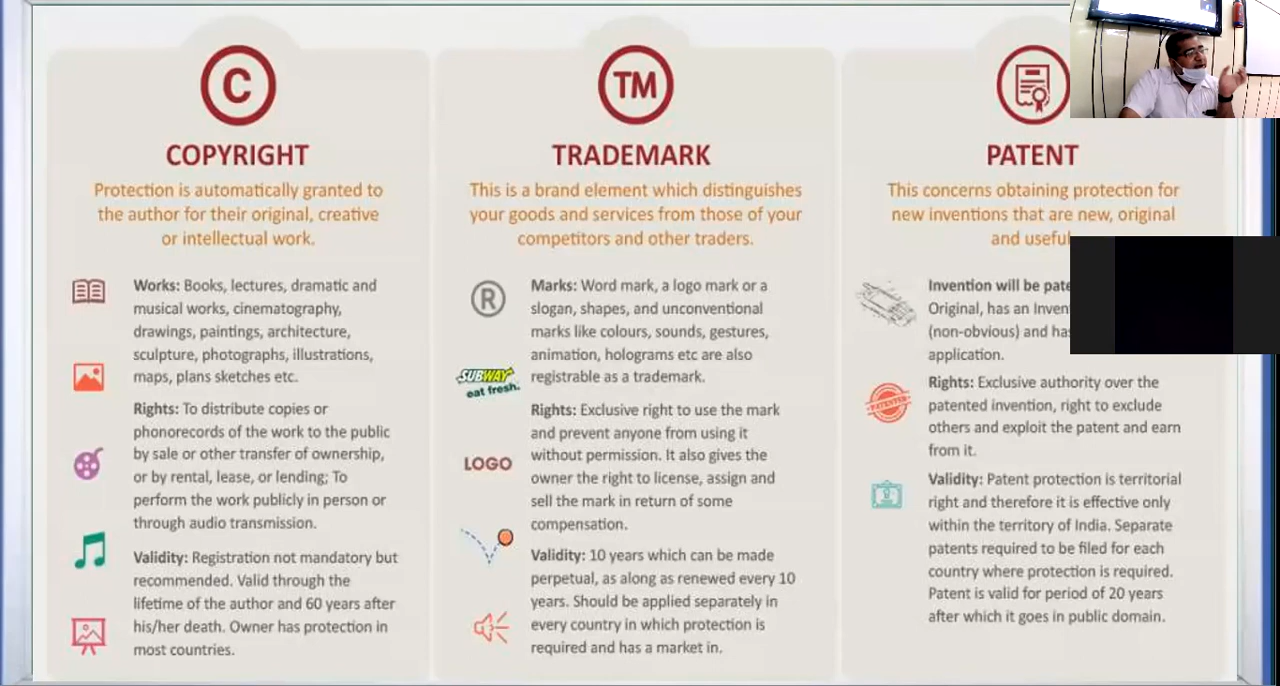 C
COPYRIGHT
Protection is automatically granted to
the author for their original, creative
or intellectual work.
Works: Books, lectures, dramatic and
musical works, cinematography,
drawings, paintings, architecture,
sculpture, photographs, illustrations,
maps, plans sketches etc.
Rights: To distribute copies or
phonorecords of the work to the public
by sale or other transfer of ownership,
or by rental, lease, or lending; To
perform the work publicly in person or
through audio transmission.
Validity: Registration not mandatory but
recommended. Valid through the
lifetime of the author and 60 years after
his/her death. Owner has protection in
most countries.
TM
TRADEMARK
This is a brand element which distinguishes
your goods and services from those of your
competitors and other traders.
R
SUBWAY
eat fresh.
LOGO
Marks: Word mark, a logo mark or a
slogan, shapes, and unconventional
marks like colours, sounds, gestures,
animation, holograms etc are also
registrable as a trademark.
Rights: Exclusive right to use the mark
and prevent anyone from using it
without permission. It also gives the
owner the right to license, assign and
sell the mark in return of some
compensation.
Validity: 10 years which can be made
perpetual, as along as renewed every 10
years. Should be applied separately in
every country in which protection is
required and has a market in.
PATENT
This concerns obtaining protection for
new inventions that are new, original
and useful
Invention will be
Original, has an
(non-obvious) and
application.
PATENTED
Rights: Exclusive authority over the
patented invention, right to exclude
others and exploit the patent and earn
from it.
Validity: Patent protection is territorial
right and therefore it is effective only
within the territory of India. Separate
patents required to be filed for each
country where protection is required.
Patent is valid for period of 20 years
after which it goes in public domain.